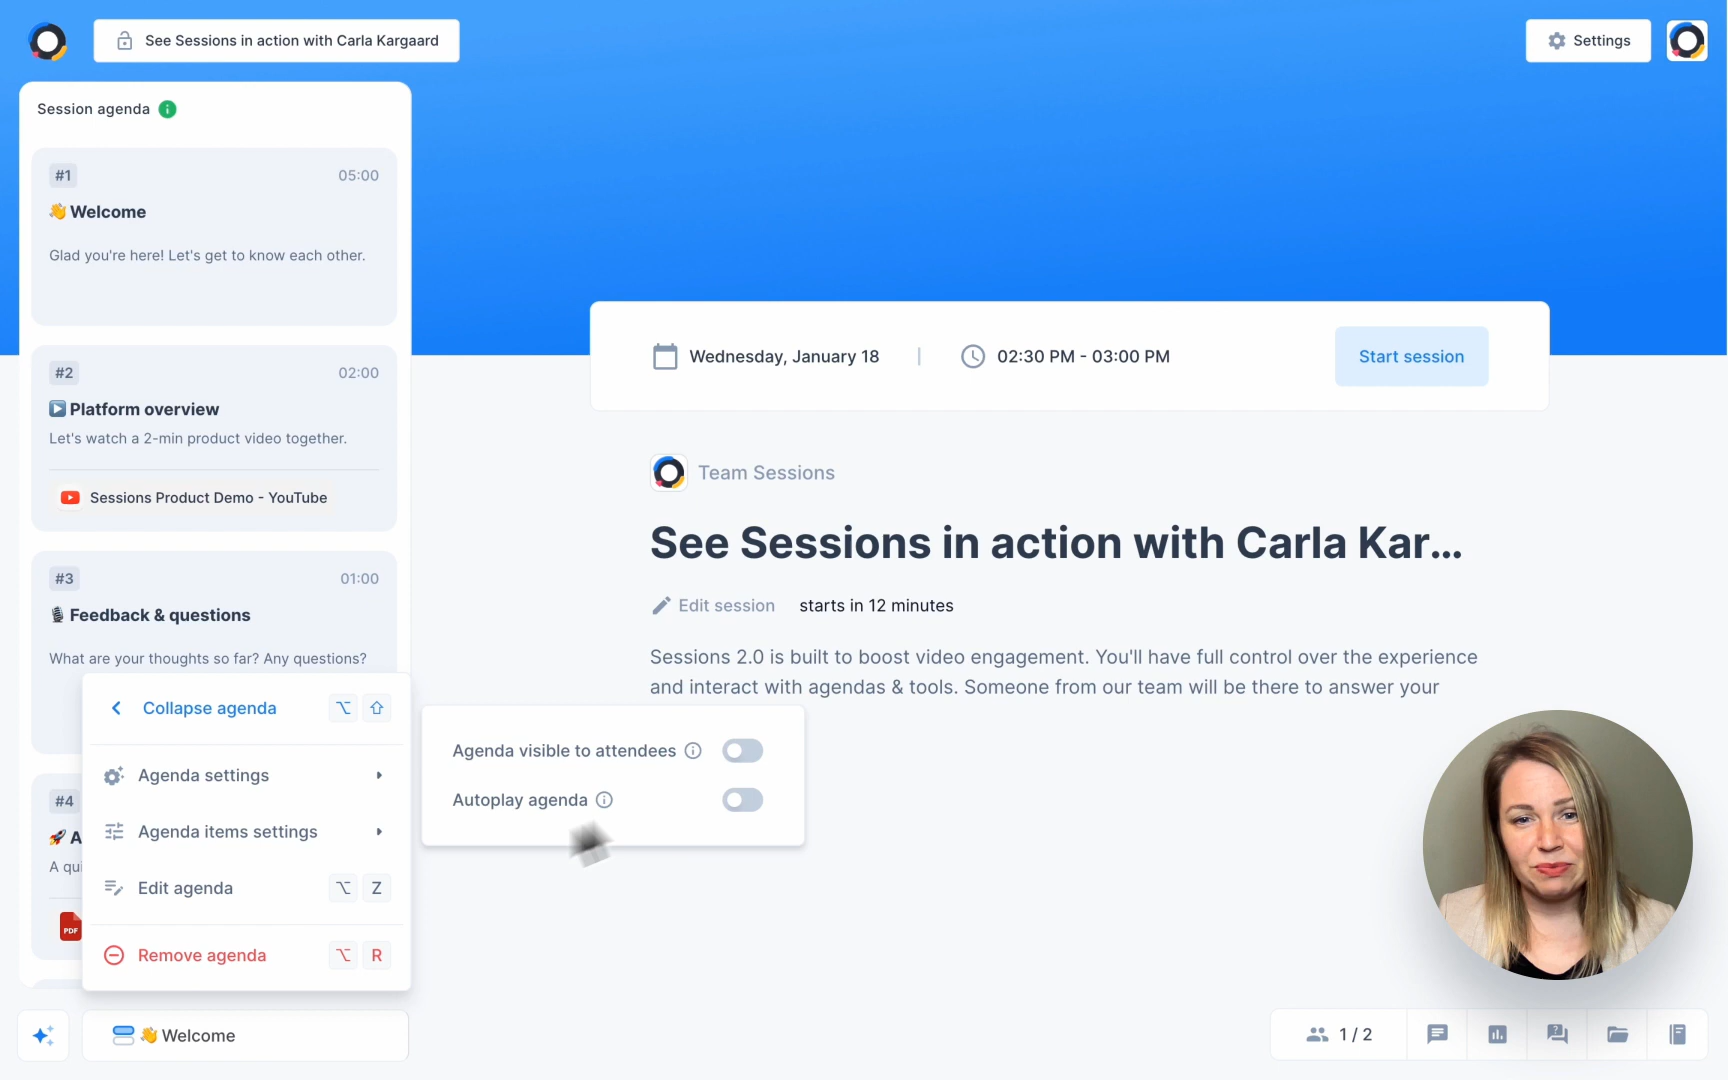 See Sessions in action with Carla Kargaard
Settings
Session agenda
#1
05:00
👋 Welcome
Glad you're here! Let's get to know each other.
#2
02:00
▶️ Platform overview
Let's watch a 2-min product video together.
Sessions Product Demo - YouTube
#3
01:00
🎙️ Feedback & questions
What are your thoughts so far? Any questions?
#4
🚀 A
A qui
PDF
Collapse agenda ⌥ ⇧
Agenda settings
Agenda items settings
Edit agenda ⌥ Z
Remove agenda ⌥ R
Agenda visible to attendees
Autoplay agenda
👋 Welcome
Wednesday, January 18 | 02:30 PM - 03:00 PM
Start session
Team Sessions
See Sessions in action with Carla Kar...
Edit session
starts in 12 minutes
Sessions 2.0 is built to boost video engagement. You'll have full control over the experience
and interact with agendas & tools. Someone from our team will be there to answer your
1 / 2